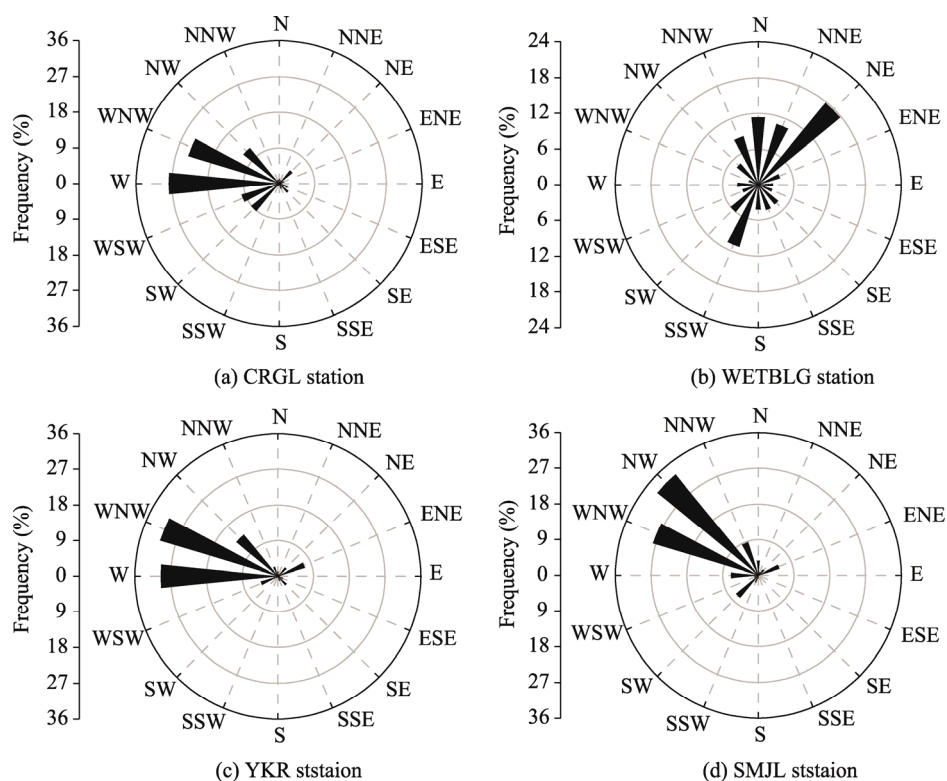 N
NNE
NE
ENE
E
ESE
SE
SSE
S
SSW
SW
WSW
W
WNW
NW
NNW
Frequency (%)
36
27
18
9
0
9
18
27
36
(a) CRGL station
N
NNE
NE
ENE
E
ESE
SE
SSE
S
SSW
SW
WSW
W
WNW
NW
NNW
Frequency (%)
24
18
12
6
0
6
12
18
24
(b) WETBLG station
N
NNE
NE
ENE
E
ESE
SE
SSE
S
SSW
SW
WSW
W
WNW
NW
NNW
Frequency (%)
36
27
18
9
0
9
18
27
36
(c) YKR ststaion
N
NNE
NE
ENE
E
ESE
SE
SSE
S
SSW
SW
WSW
W
WNW
NW
NNW
Frequency (%)
36
27
18
9
0
9
18
27
36
(d) SMJL ststaion